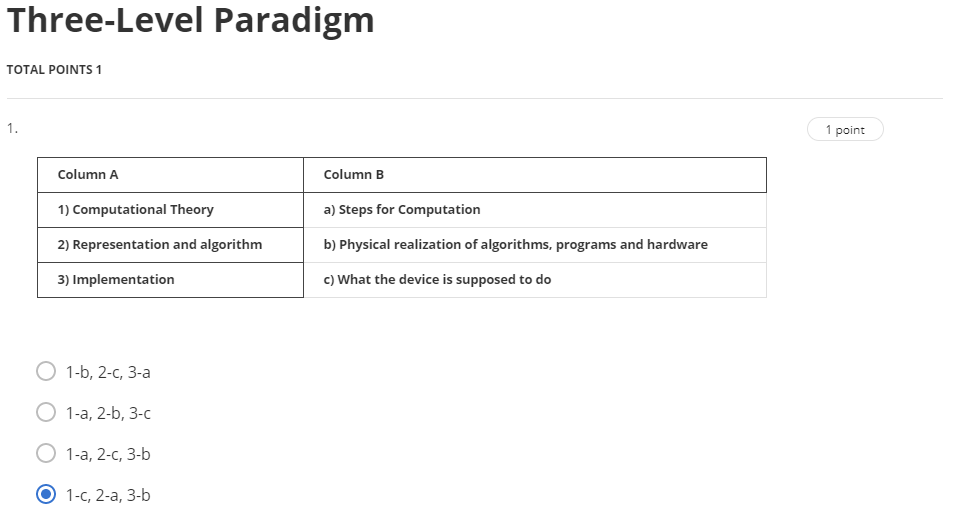 Three-Level Paradigm
TOTAL POINTS 1
1.
1 point
Column A Column B
1) Computational Theory a) Steps for Computation
2) Representation and algorithm b) Physical realization of algorithms, programs and hardware
3) Implementation c) What the device is supposed to do
1-b, 2-c, 3-a
1-a, 2-b, 3-c
1-a, 2-c, 3-b
1-c, 2-a, 3-b